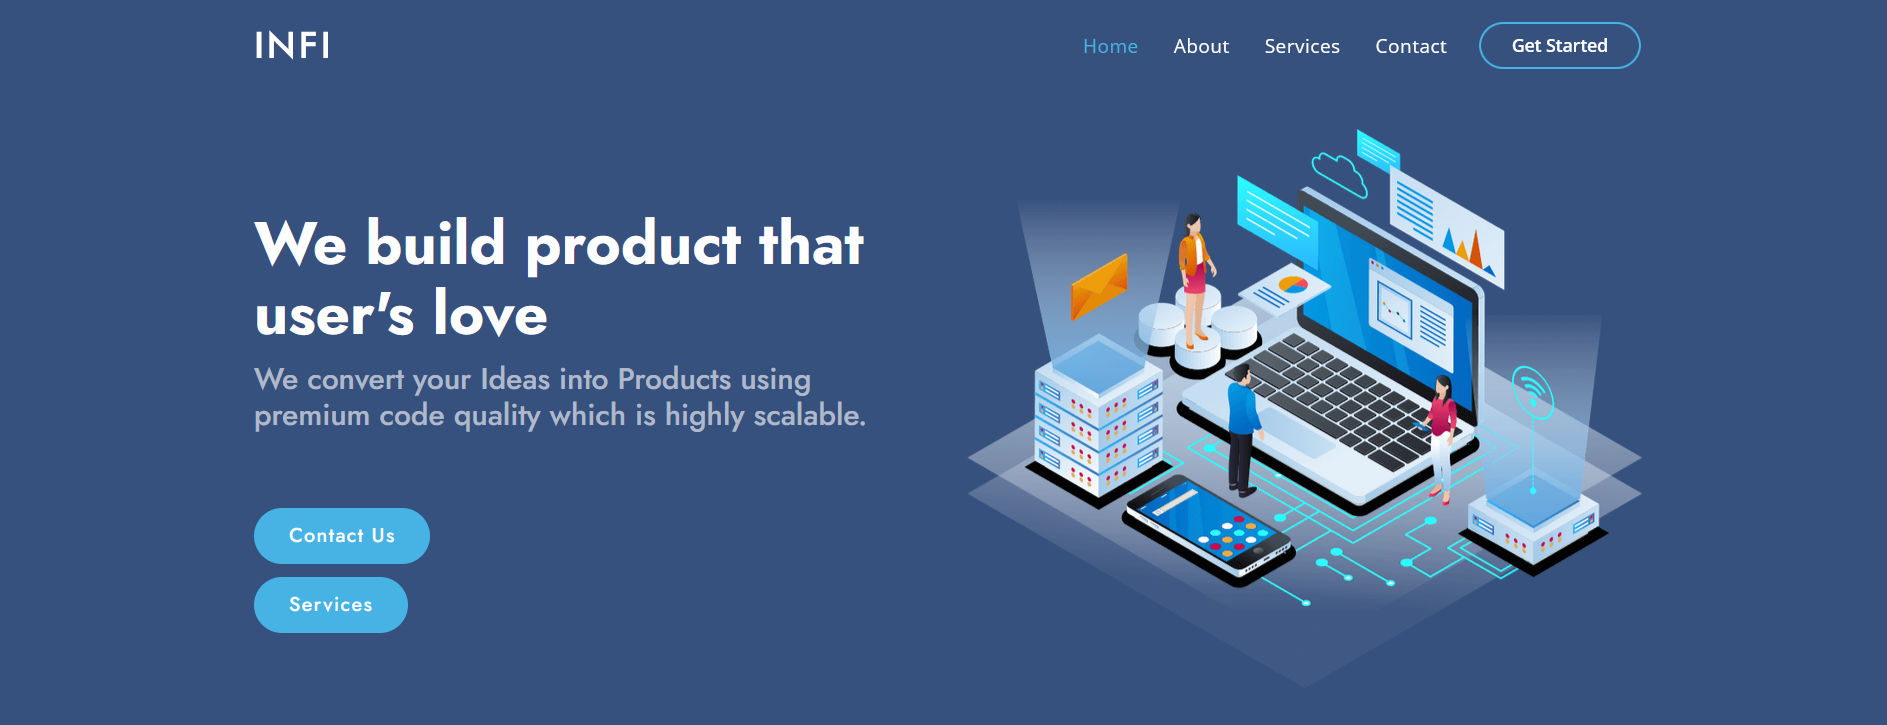 INFI
Home About Services Contact Get Started
We build product that
user's love
We convert your Ideas into Products using
premium code quality which is highly scalable.
Contact Us
Services